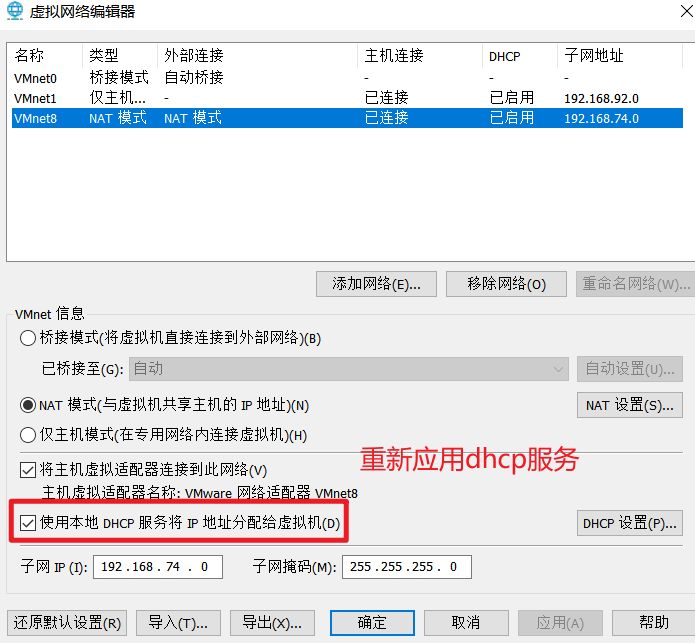 虚拟网络编辑器
名称 类型 外部连接 主机连接 DHCP 子网地址
VMnet0 桥接模式 自动桥接 - - -
VMnet1 仅主机... - 已连接 已启用 192.168.92.0
VMnet8 NAT 模式 NAT 模式 已连接 已启用 192.168.74.0
添加网络(E)... 移除网络(O) 重命名网络(W)...
VMnet 信息
桥接模式(将虚拟机直接连接到外部网络)(B)
已桥接至(G): 自动 自动设置(U)...
NAT 模式(与虚拟机共享主机的 IP 地址)(N) NAT 设置(S)...
仅主机模式(在专用网络内连接虚拟机)(H)
重新应用dhcp服务
将主机虚拟适配器连接到此网络(V)
主机虚拟适配器名称: VMware 网络适配器 VMnet8
使用本地 DHCP 服务将 IP 地址分配给虚拟机(D) DHCP 设置(P)...
子网 IP (I): 192.168.74.0 子网掩码(M): 255.255.255.0
还原默认设置(R) 导入(T)... 导出(X)... 确定 取消 应用(A) 帮助